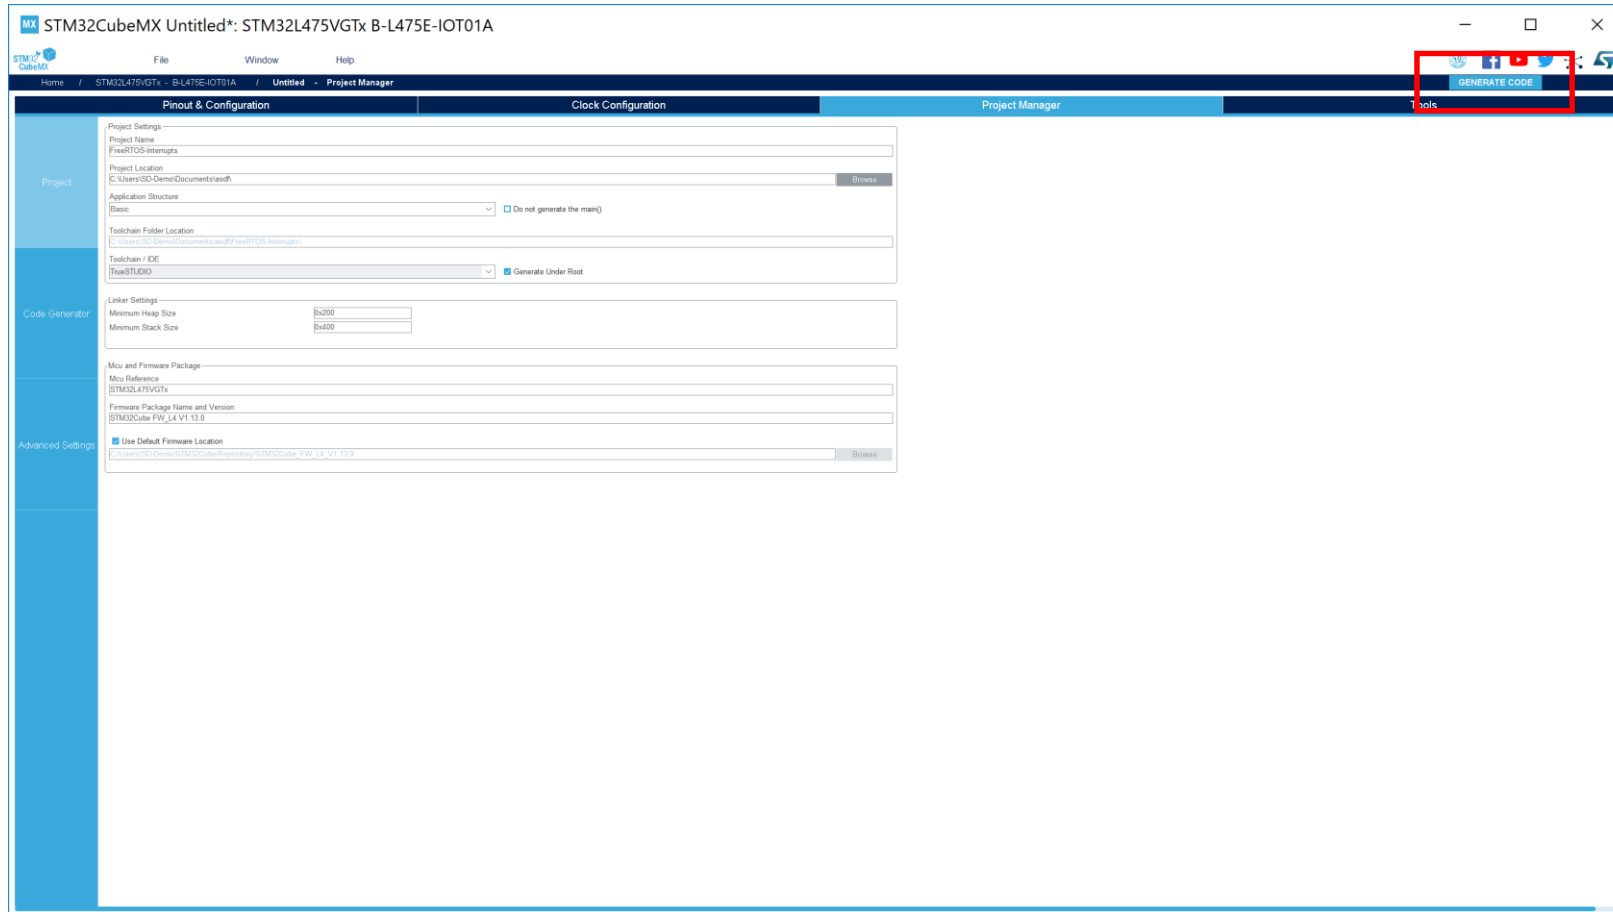 MX STM32CubeMX Untitled*: STM32L475VGTx B-L475E-IOT01A
STM32 CubeMX File Window Help
Home / STM32L475VGTx - B-L475E-IOT01A / Untitled - Project Manager GENERATE CODE
Pinout & Configuration Clock Configuration Project Manager Tools
Project Settings
Project Name
FreeRTOS-Interrupts
Project Location
C:\Users\SD-Demo\Documents\asdf\ Browse
Project
Application Structure
Basic Do not generate the main()
Toolchain Folder Location
C:\Users\SD-Demo\Documents\asdf\FreeRTOS-Interrupts\
Toolchain / IDE
TrueSTUDIO Generate Under Root
Linker Settings
Code Generator
Minimum Heap Size 0x200
Minimum Stack Size 0x400
Mcu and Firmware Package
Mcu Reference
STM32L475VGTx
Firmware Package Name and Version
STM32Cube FW_L4 V1.13.0
Advanced Settings
Use Default Firmware Location
C:/Users/SD-Demo/STM32Cube/Repository/STM32Cube_FW_L4_V1.13.0 Browse